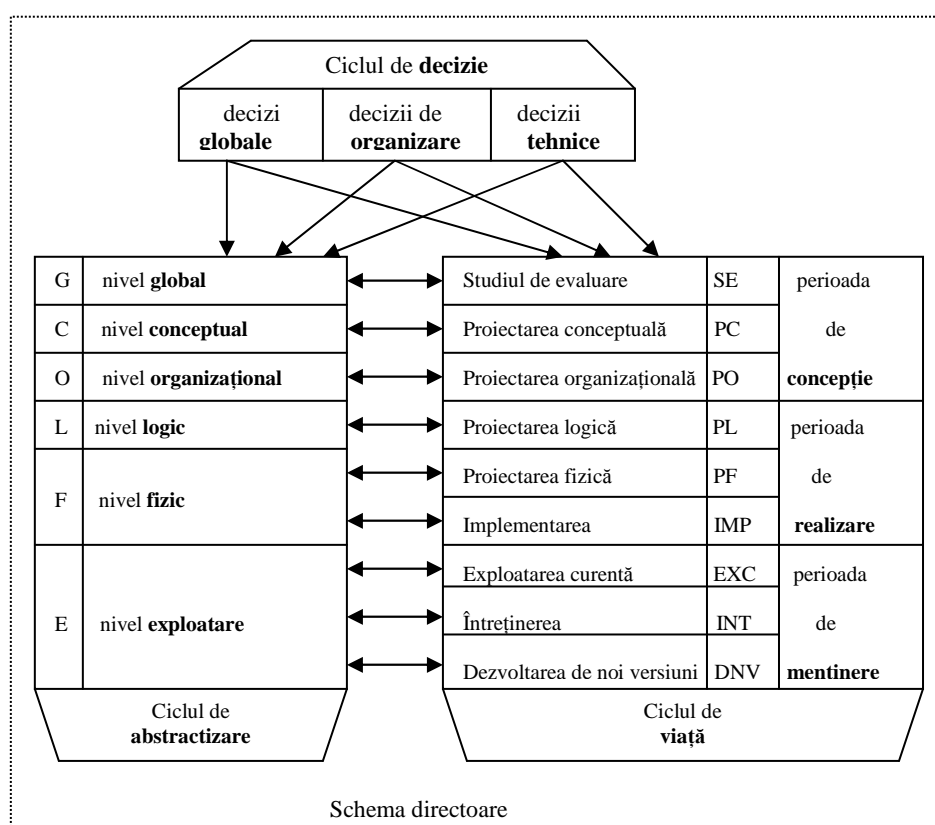 Ciclul de decizie
decizi decizii de decizii
globale organizare tehnice
G nivel global Studiul de evaluare SE perioada
C nivel conceptual Proiectarea conceptuală PC de
O nivel organizațional Proiectarea organizațională PO concepție
L nivel logic Proiectarea logică PL perioada
Proiectarea fizică PF de
F nivel fizic
Implementarea IMP realizare
Exploatarea curentă EXC perioada
E nivel exploatare Întreținerea INT de
Dezvoltarea de noi versiuni DNV mentinere
Ciclul de Ciclul de
abstractizare viață
Schema directoare